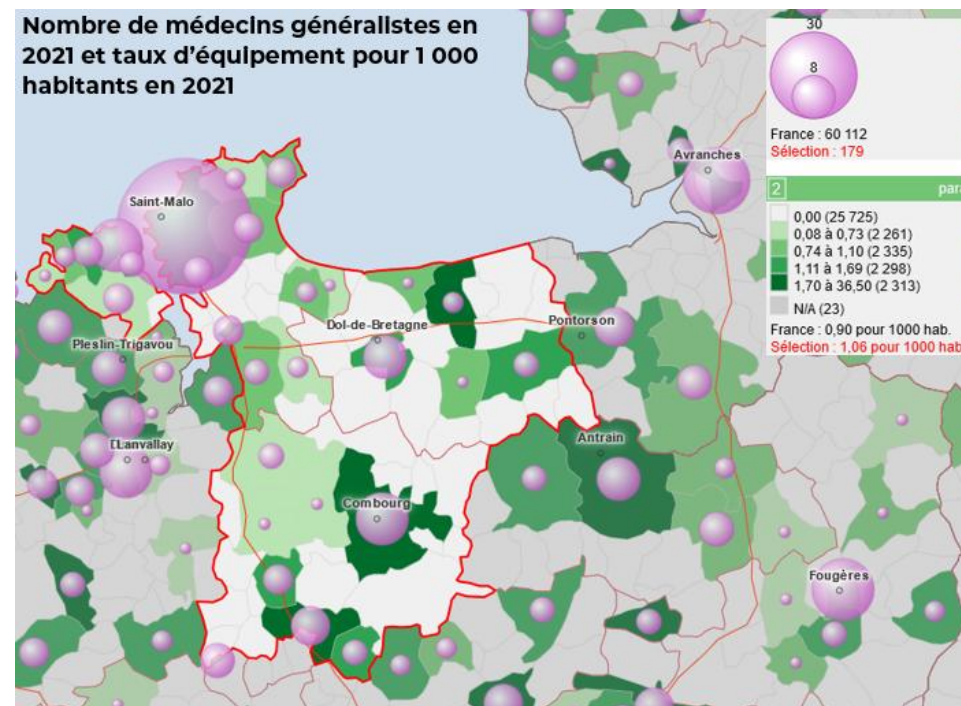 Nombre de médecins généralistes en
2021 et taux d'équipement pour 1 000
habitants en 2021
30
8
France : 60 112
Sélection : 179
Avranches
Saint-Malo
2 para
0,00 (25 725)
0,08 à 0,73 (2 261)
0,74 à 1,10 (2 335)
1,11 à 1,69 (2 298)
1,70 à 36,50 (2 313)
N/A (23)
France : 0,90 pour 1000 hab.
Sélection : 1,06 pour 1000 hab
Dol-de-Bretagne
Pontorson
Pleslin-Trigavou
Antrain
Lanvallay
Combourg
Fougères